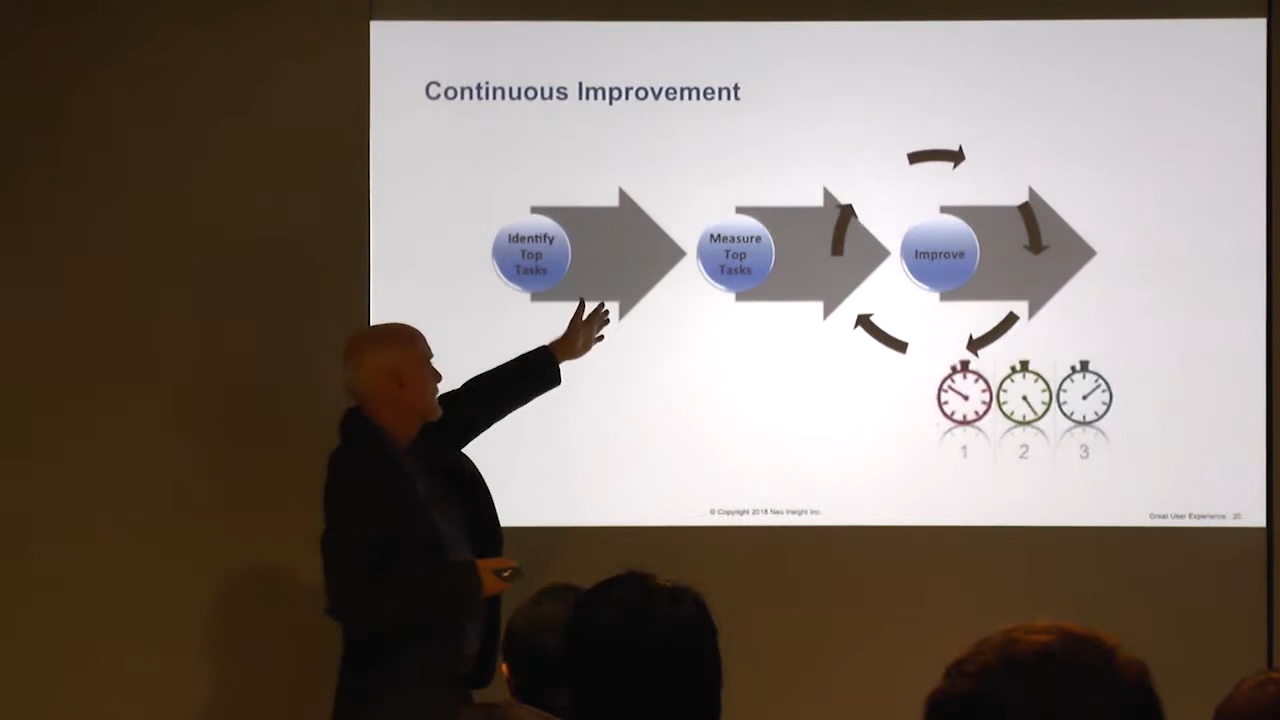 Continuous Improvement
Identify
Top
Tasks
Measure
Top
Tasks
Improve
1 2 3
© Copyright 2018 Neo Insight Inc.
Great User Experience 20